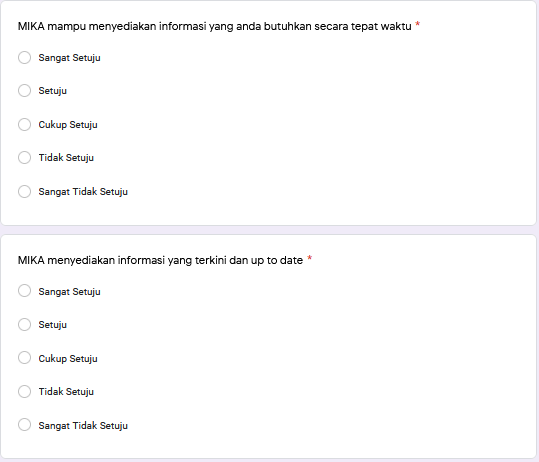 MIKA mampu menyediakan informasi yang anda butuhkan secara tepat waktu *
Sangat Setuju
Setuju
Cukup Setuju
Tidak Setuju
Sangat Tidak Setuju
MIKA menyediakan informasi yang terkini dan up to date *
Sangat Setuju
Setuju
Cukup Setuju
Tidak Setuju
Sangat Tidak Setuju